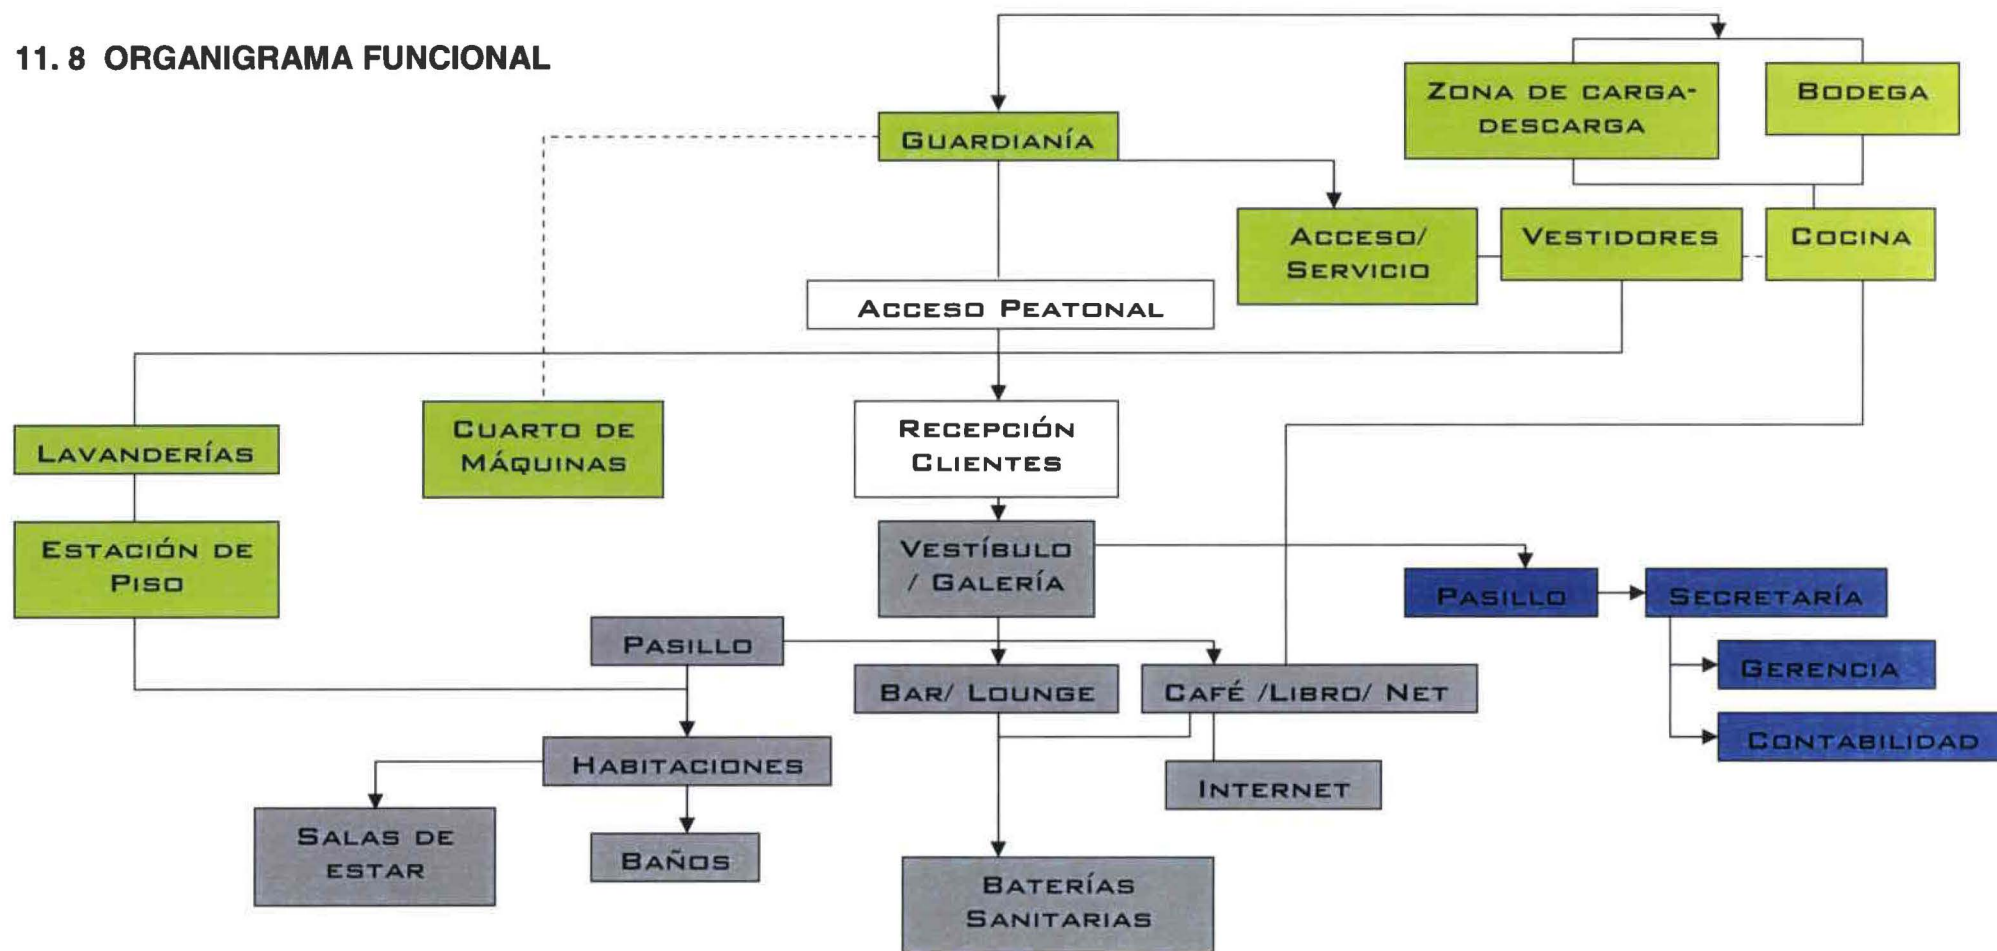 11. 8 ORGANIGRAMA FUNCIONAL
ZONA DE CARGA-
DESCARGA
BODEGA
GUARDIANÍA
ACCESO/
SERVICIO
VESTIDORES
COCINA
ACCESO PEATONAL
LAVANDERÍAS
CUARTO DE
MÁQUINAS
RECEPCIÓN
CLIENTES
ESTACIÓN DE
PISO
VESTÍBULO
/ GALERÍA
PASILLO
SECRETARÍA
PASILLO
BAR/ LOUNGE
CAFÉ /LIBRO/ NET
GERENCIA
CONTABILIDAD
HABITACIONES
INTERNET
SALAS DE
ESTAR
BAÑOS
BATERÍAS
SANITARIAS